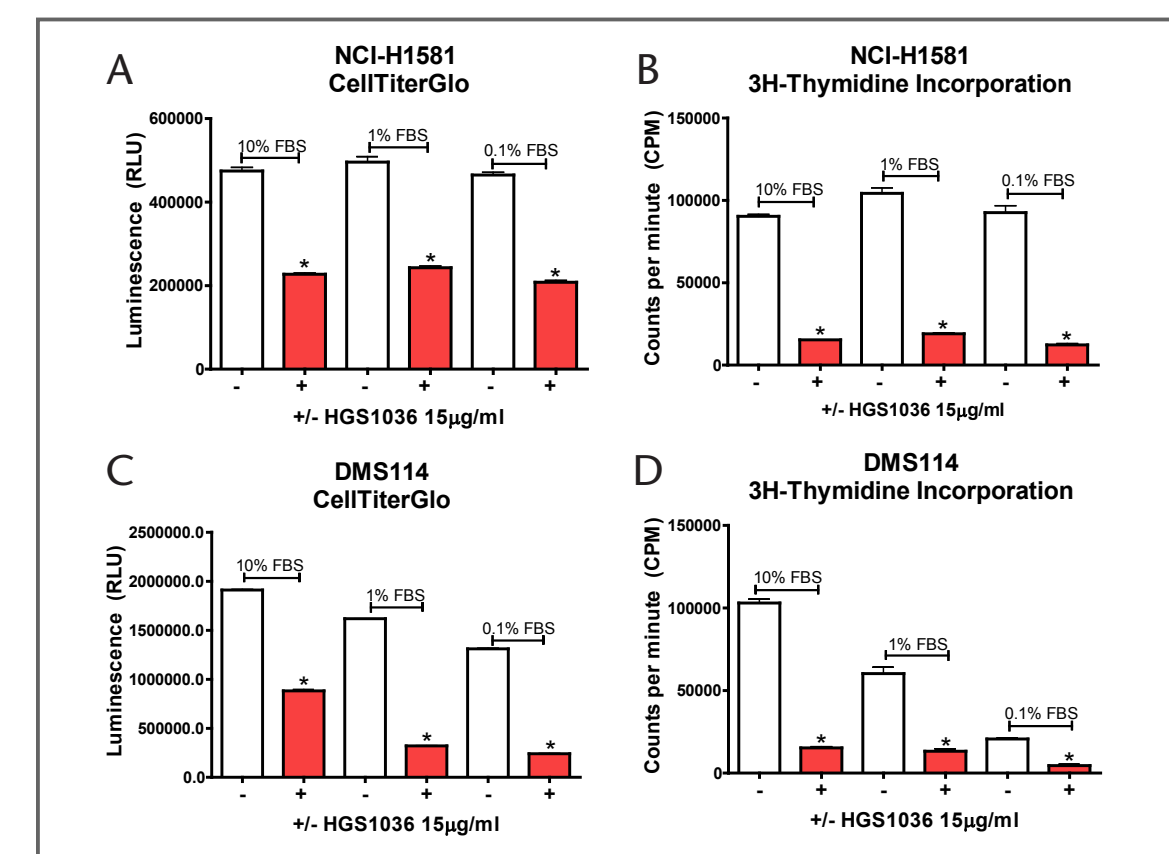 A
NCI-H1581
CellTiterGlo
Luminescence (RLU)
600000
400000
200000
0
10% FBS
1% FBS
0.1% FBS
*
*
*
- + - + - +
+/- HGS1036 15µg/ml
B
NCI-H1581
3H-Thymidine Incorporation
Counts per minute (CPM)
150000
100000
50000
0
10% FBS
1% FBS
0.1% FBS
*
*
*
- + - + - +
+/- HGS1036 15µg/ml
C
DMS114
CellTiterGlo
Luminescence (RLU)
2500000.0
2000000.0
1500000.0
1000000.0
500000.0
0.0
10% FBS
1% FBS
0.1% FBS
*
*
*
- + - + - +
+/- HGS1036 15µg/ml
D
DMS114
3H-Thymidine Incorporation
Counts per minute (CPM)
150000
100000
50000
0
10% FBS
1% FBS
0.1% FBS
*
*
*
- + - + - +
+/- HGS1036 15µg/ml